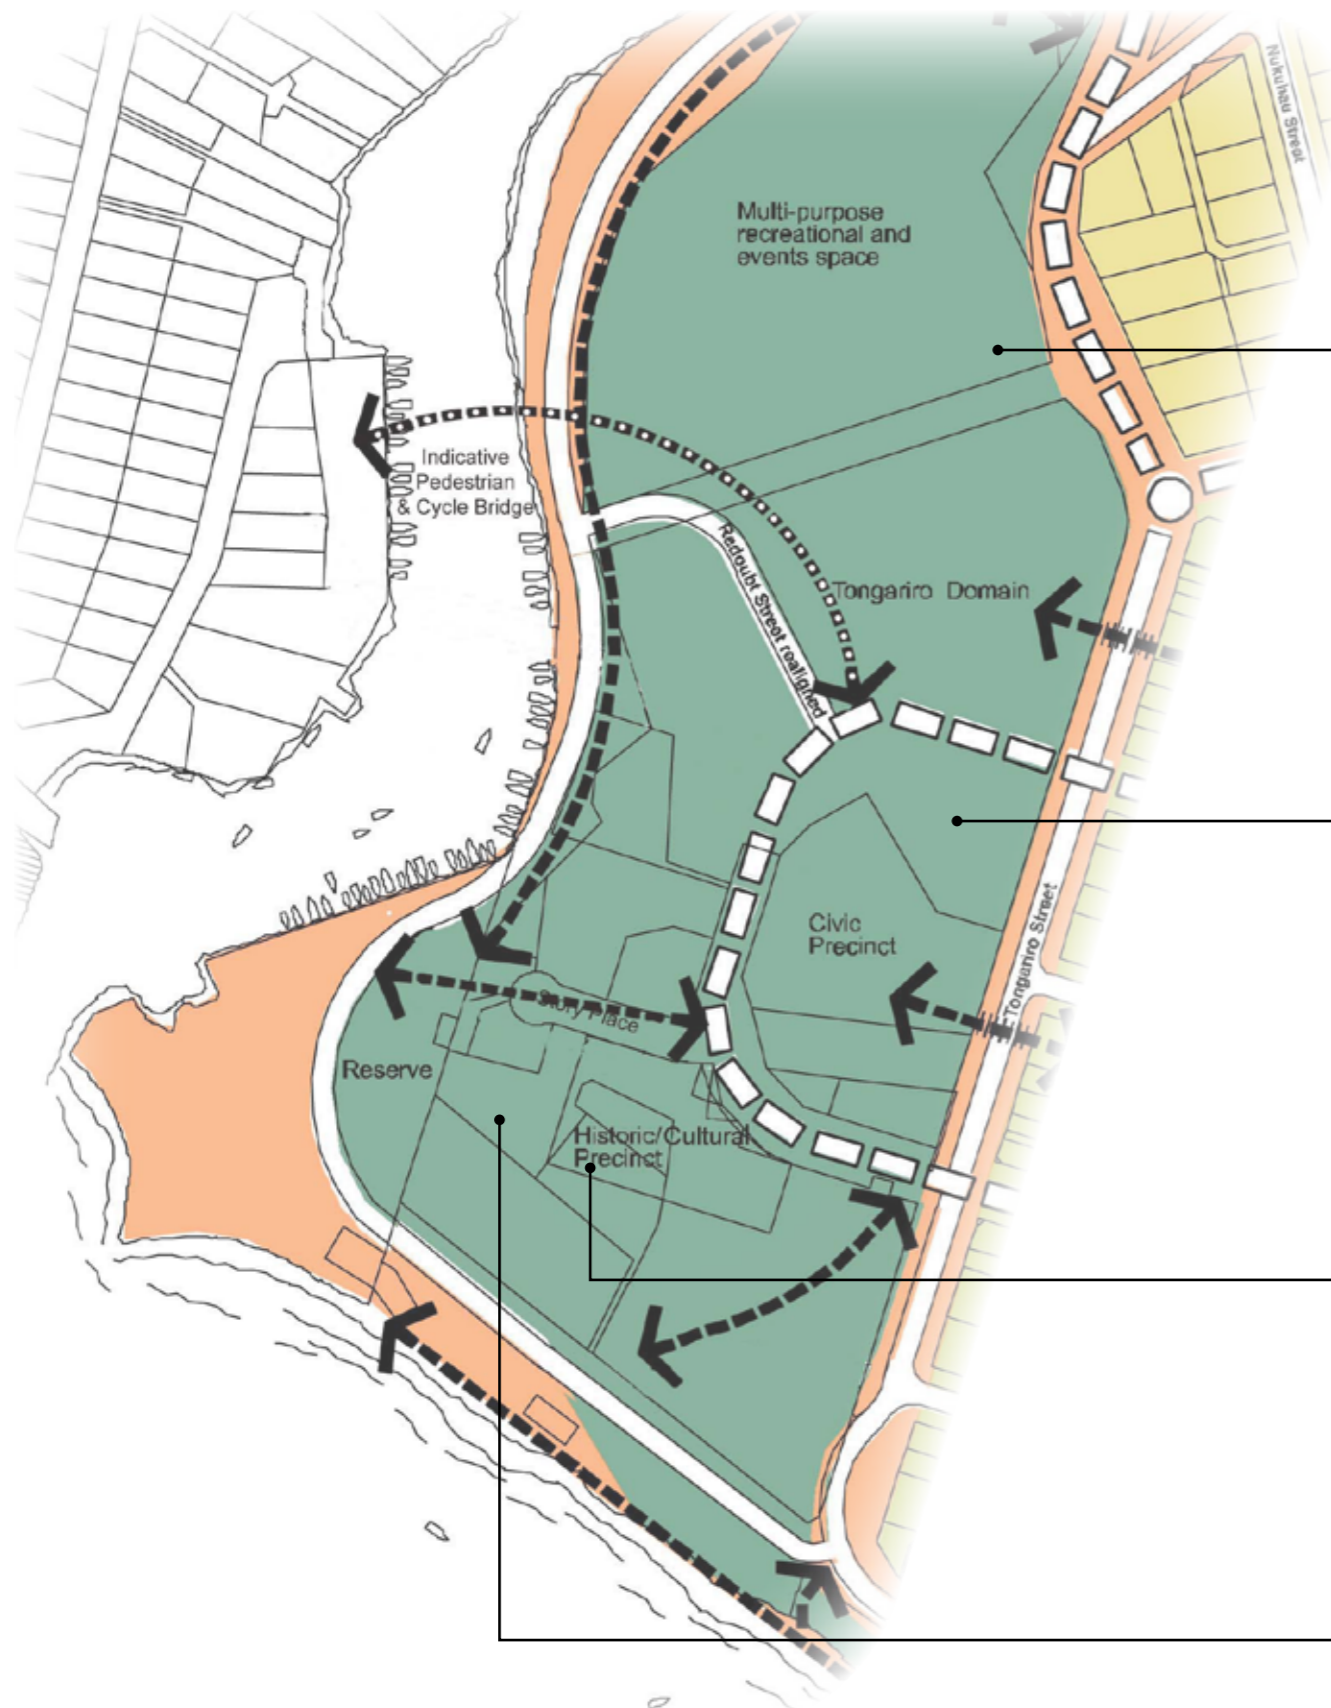 Nukuhau Street
Multi-purpose
recreational and
events space
Indicative
Pedestrian
& Cycle Bridge
Redoubt Street realigned
Tongariro Domain
Civic
Precinct
Tongariro Street
Story Place
Reserve
Historic/Cultural
Precinct